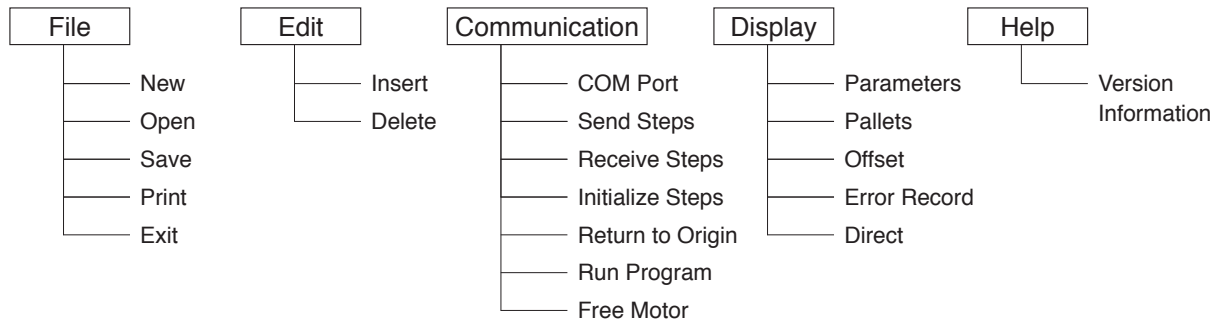 File
New
Open
Save
Print
Exit
Edit
Insert
Delete
Communication
COM Port
Send Steps
Receive Steps
Initialize Steps
Return to Origin
Run Program
Free Motor
Display
Parameters
Pallets
Offset
Error Record
Direct
Help
Version
Information